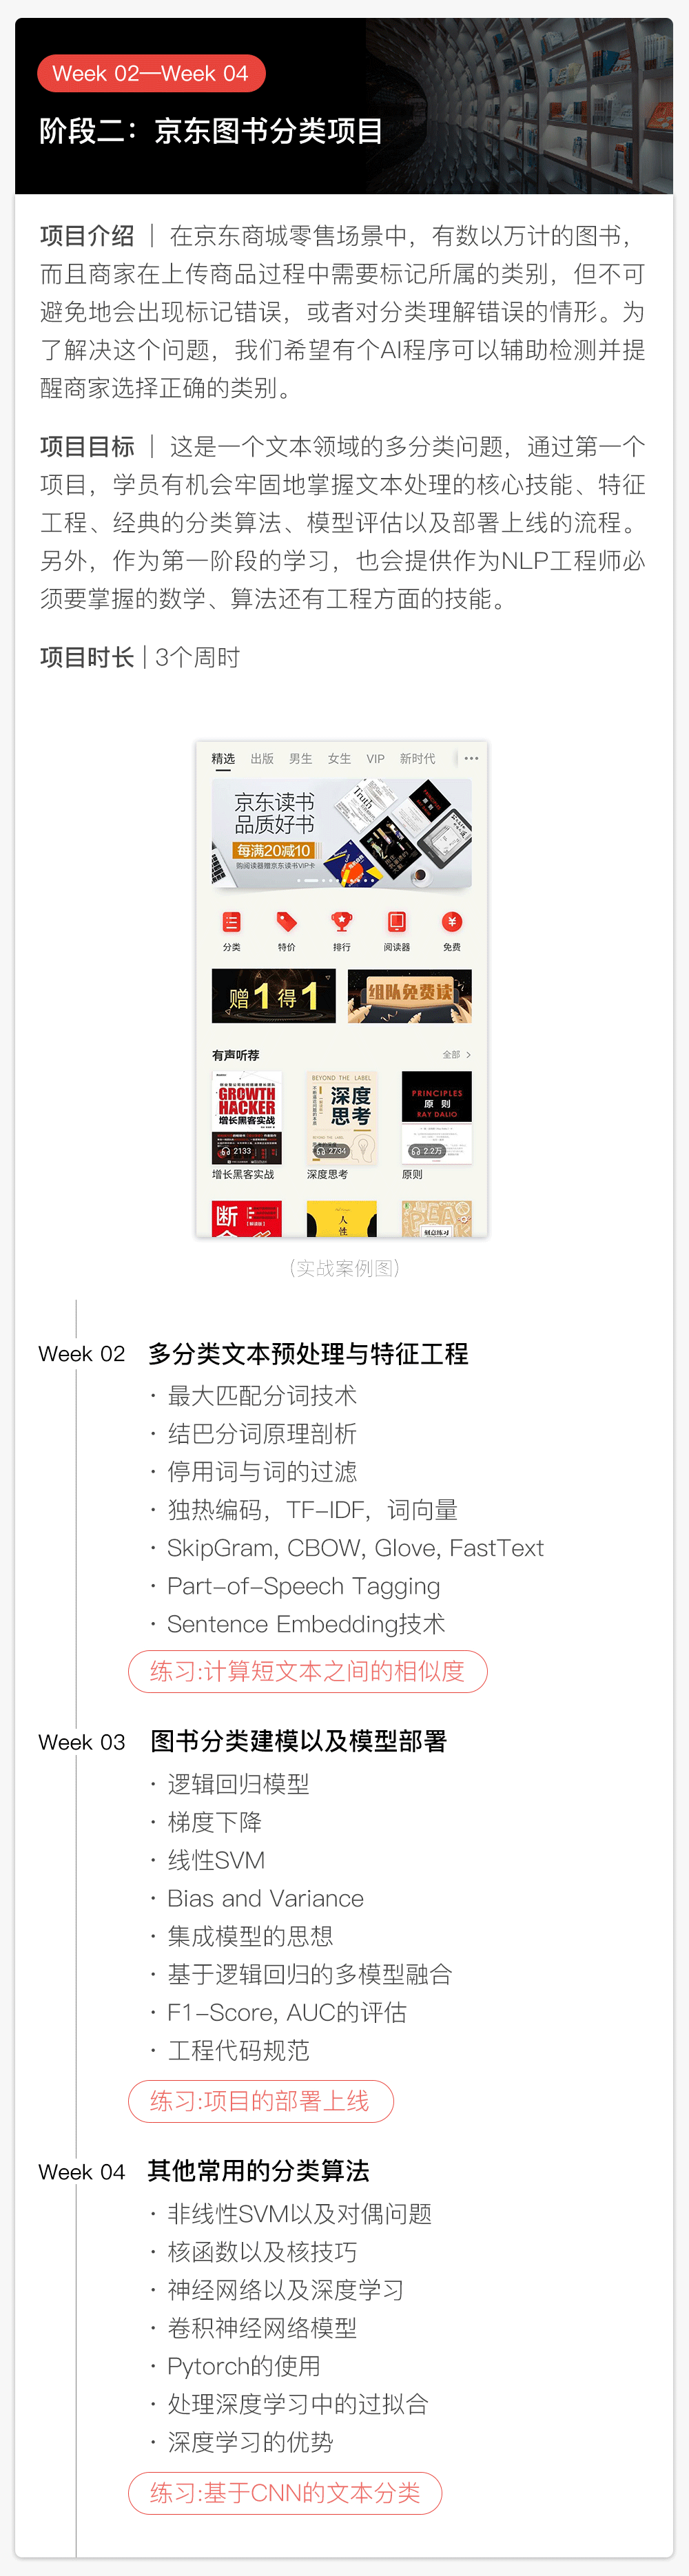 Week 02—Week 04
阶段二：京东图书分类项目
项目介绍 | 在京东商城零售场景中，有数以万计的图书，
而且商家在上传商品过程中需要标记所属的类别，但不可
避免地会出现标记错误，或者对分类理解错误的情形。为
了解决这个问题，我们希望有个AI程序可以辅助检测并提
醒商家选择正确的类别。
项目目标 | 这是一个文本领域的多分类问题，通过第一个
项目，学员有机会牢固地掌握文本处理的核心技能、特征
工程、经典的分类算法、模型评估以及部署上线的流程。
另外，作为第一阶段的学习，也会提供作为NLP工程师必
须要掌握的数学、算法还有工程方面的技能。
项目时长 | 3个周时
精选 出版 男生 女生 VIP 新时代
京东读书
品质好书
每满20减10
购阅读器赠京东读书VIP卡
Truth
分类 特价 排行 阅读器 免费
赠1得1
组队免费读
有声听荐 全部 >
GROWTH
HACKER
增长黑客实战
2133
BEYOND THE LABEL
深度
思考
2734
PRINCIPLES
原则
RAY DALIO
2.2万
增长黑客实战 深度思考 原则
断
人性
刻意练习
(实战案例图)
Week 02 多分类文本预处理与特征工程
· 最大匹配分词技术
· 结巴分词原理剖析
· 停用词与词的过滤
· 独热编码，TF-IDF，词向量
· SkipGram, CBOW, Glove, FastText
· Part-of-Speech Tagging
· Sentence Embedding技术
练习:计算短文本之间的相似度
Week 03 图书分类建模以及模型部署
· 逻辑回归模型
· 梯度下降
· 线性SVM
· Bias and Variance
· 集成模型的思想
· 基于逻辑回归的多模型融合
· F1-Score, AUC的评估
· 工程代码规范
练习:项目的部署上线
Week 04 其他常用的分类算法
· 非线性SVM以及对偶问题
· 核函数以及核技巧
· 神经网络以及深度学习
· 卷积神经网络模型
· Pytorch的使用
· 处理深度学习中的过拟合
· 深度学习的优势
练习:基于CNN的文本分类